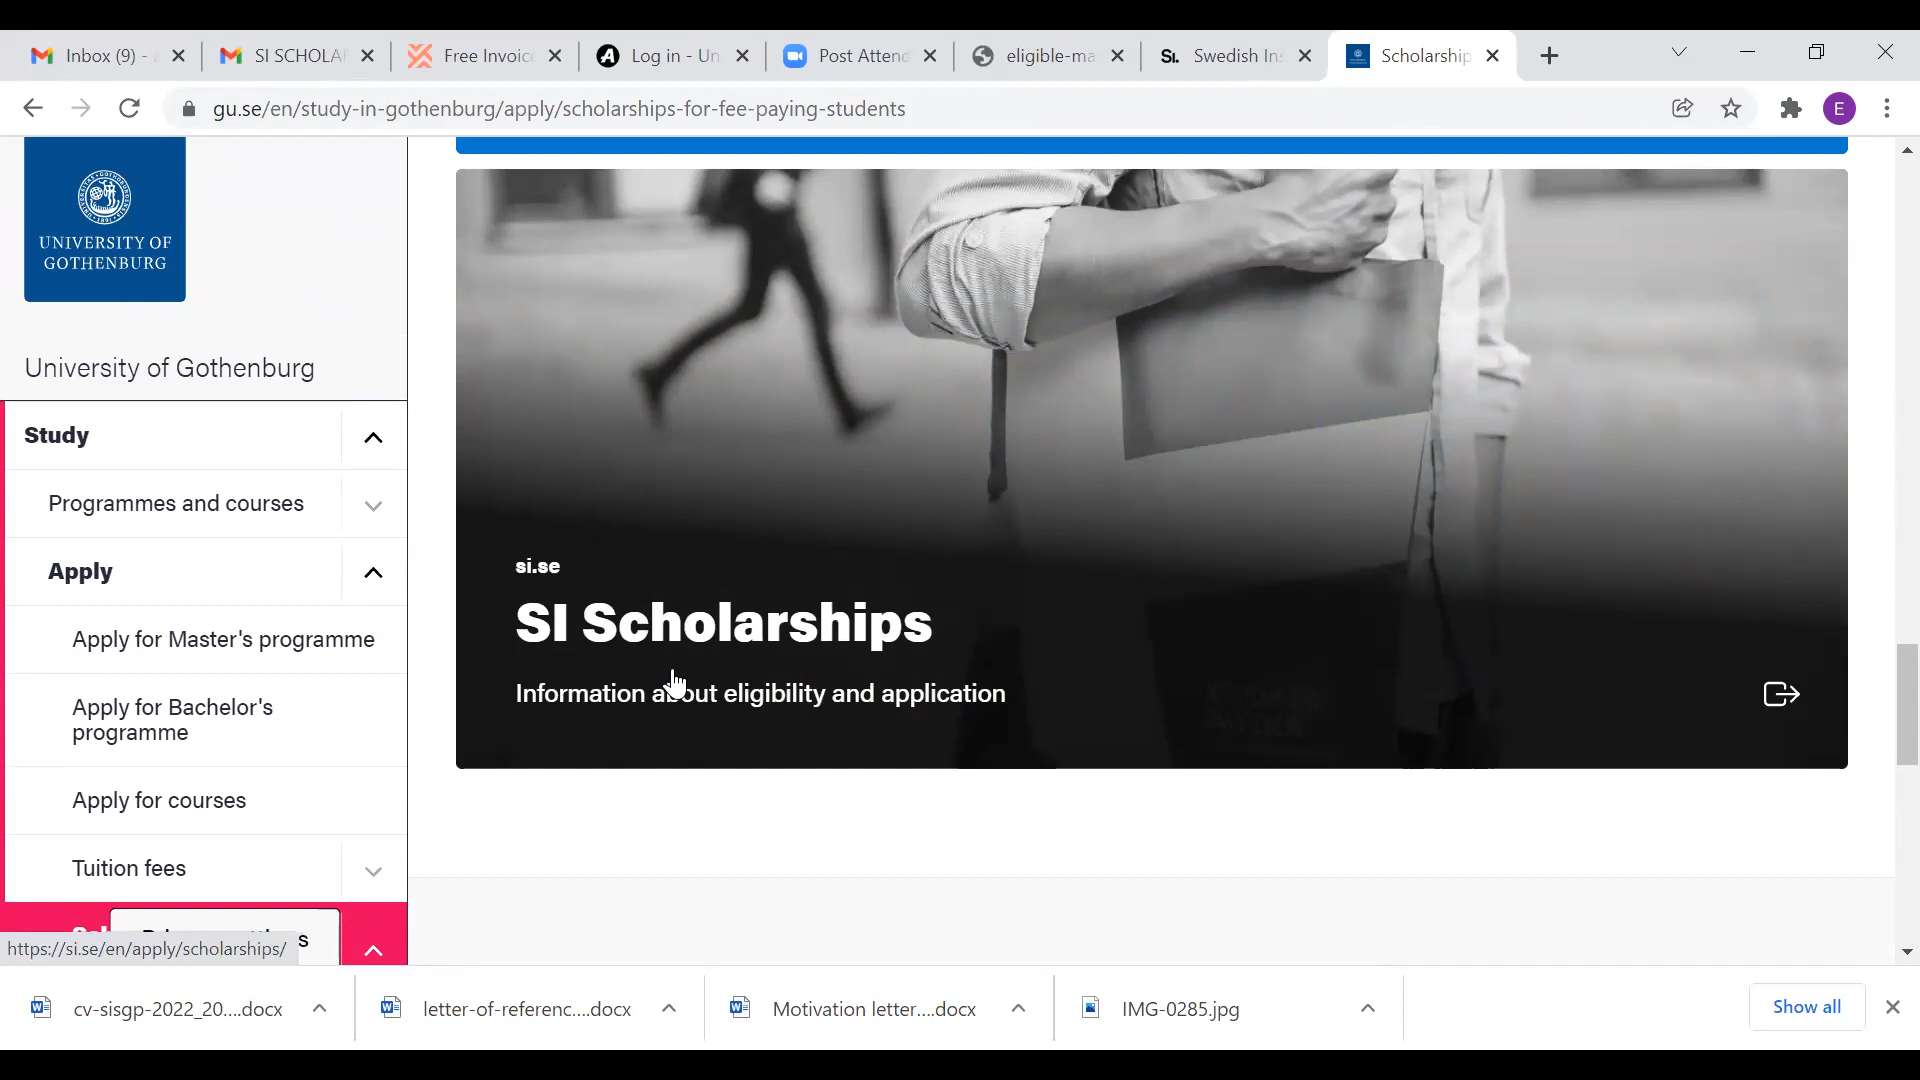 Inbox (9) -
SI SCHOLA
Free Invoic
Log in - Un
Post Attend
eligible-ma
Si. Swedish Ins
Scholarship
gu.se/en/study-in-gothenburg/apply/scholarships-for-fee-paying-students
E
UNIVERSITY OF
GOTHENBURG
University of Gothenburg
Study
Programmes and courses
Apply
Apply for Master's programme
Apply for Bachelor's
programme
Apply for courses
Tuition fees
https://si.se/en/apply/scholarships/
si.se
SI Scholarships
Information about eligibility and application
cv-sisgp-2022_20....docx
letter-of-referenc....docx
Motivation letter....docx
IMG-0285.jpg
Show all